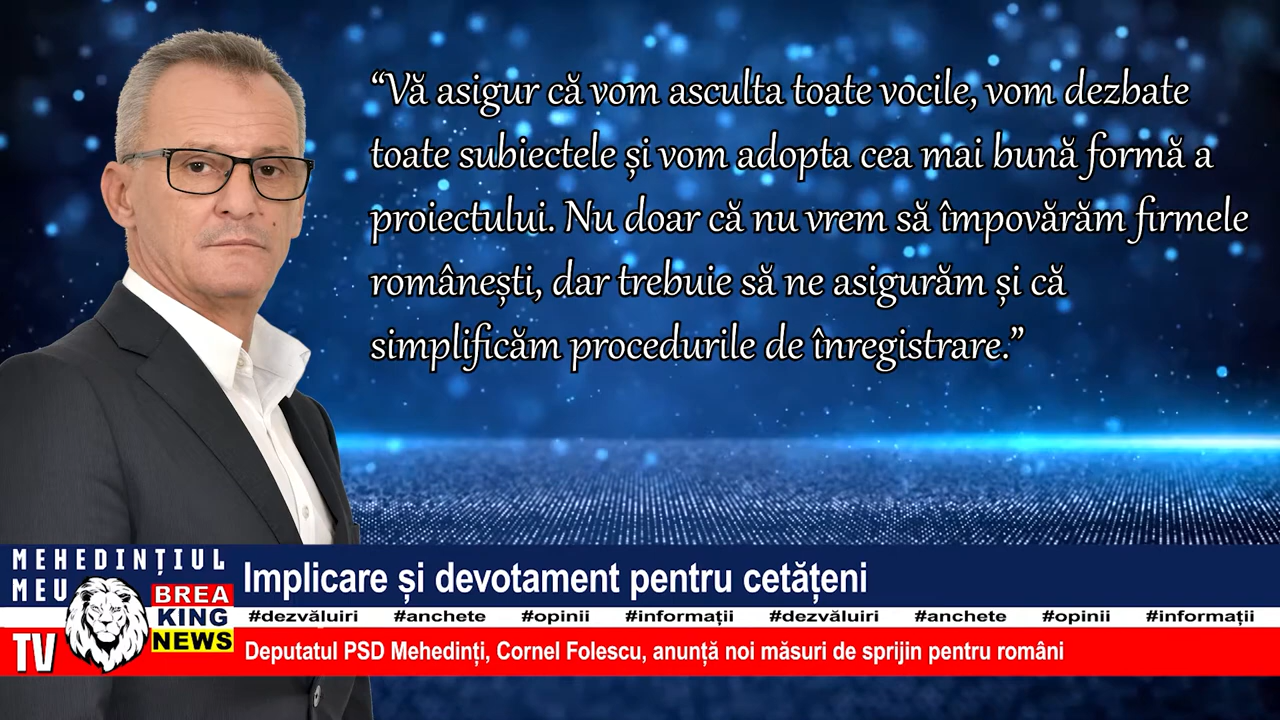 “Vă asigur că vom asculta toate vocile, vom dezbate
toate subiectele și vom adopta cea mai bună formă a
proiectului. Nu doar că nu vrem să împovărăm firmele
românești, dar trebuie să ne asigurăm și că
simplificăm procedurile de înregistrare.”
MEHEDINȚIUL
MEU
TV
BREA
KING
NEWS
Implicare și devotament pentru cetățeni
#dezvăluiri #anchete #opinii #informații #dezvăluiri #anchete #opinii #informații
Deputatul PSD Mehedinți, Cornel Folescu, anunță noi măsuri de sprijin pentru români